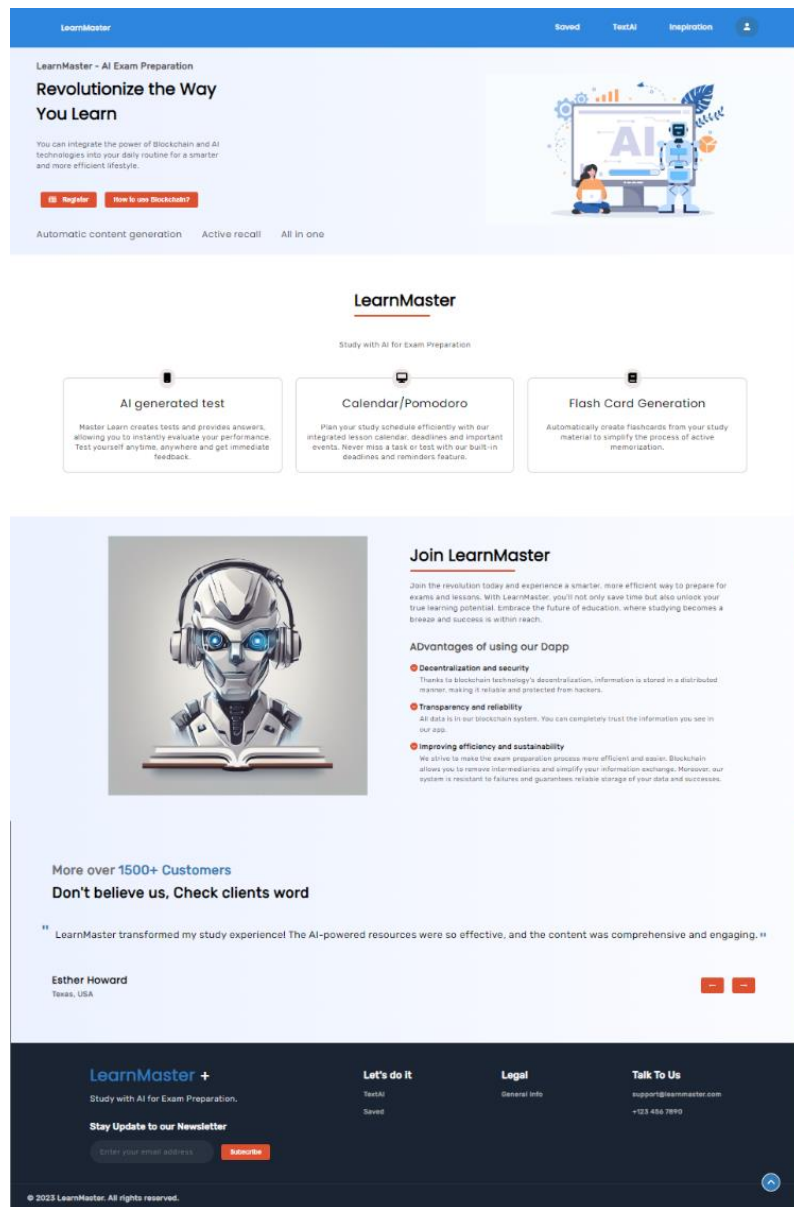 LearnMaster
Saved
TextAI
Inspiration
LearnMaster - AI Exam Preparation
Revolutionize the Way
You Learn
You can integrate the power of Blockchain and AI
technologies into your daily routine for a smarter
and more efficient lifestyle.
Register
How to use Blockchain?
Automatic content generation
Active recall
All in one
AI
LearnMaster
Study with AI for Exam Preparation
AI generated test
Master Learn creates tests and provides answers,
allowing you to instantly evaluate your performance.
Test yourself anytime, anywhere and get immediate
feedback.
Calendar/Pomodoro
Plan your study schedule efficiently with our
integrated lesson calendar, deadlines and important
events. Never miss a task or test with our built-in
deadlines and reminders feature.
Flash Card Generation
Automatically create flashcards from your study
material to simplify the process of active
memorization.
Join LearnMaster
Join the revolution today and experience a smarter, more efficient way to prepare for
exams and lessons. With LearnMaster, you'll not only save time but also unlock your
true learning potential. Embrace the future of education, where studying becomes a
breeze and success is within reach.
ADvantages of using our Dapp
Decentralization and security
Thanks to blockchain technology's decentralization, information is stored in a distributed
manner, making it reliable and protected from hackers.
Transparency and reliability
All data is in our blockchain system. You can completely trust the information you see in
our app.
Improving efficiency and sustainability
We strive to make the exam preparation process more efficient and easier. Blockchain
allows you to remove intermediaries and simplify your information exchange. Moreover, our
system is resistant to failures and guarantees reliable storage of your data and successes.
More over 1500+ Customers
Don't believe us, Check clients word
" LearnMaster transformed my study experience! The AI-powered resources were so effective, and the content was comprehensive and engaging. "
Esther Howard
Texas, USA
LearnMaster +
Study with AI for Exam Preparation.
Stay Update to our Newsletter
Enter your email address
Subscribe
Let's do it
TextAI
Saved
Legal
General Info
Talk To Us
support@learnmaster.com
+123 456 7890
© 2023 LearnMaster. All rights reserved.